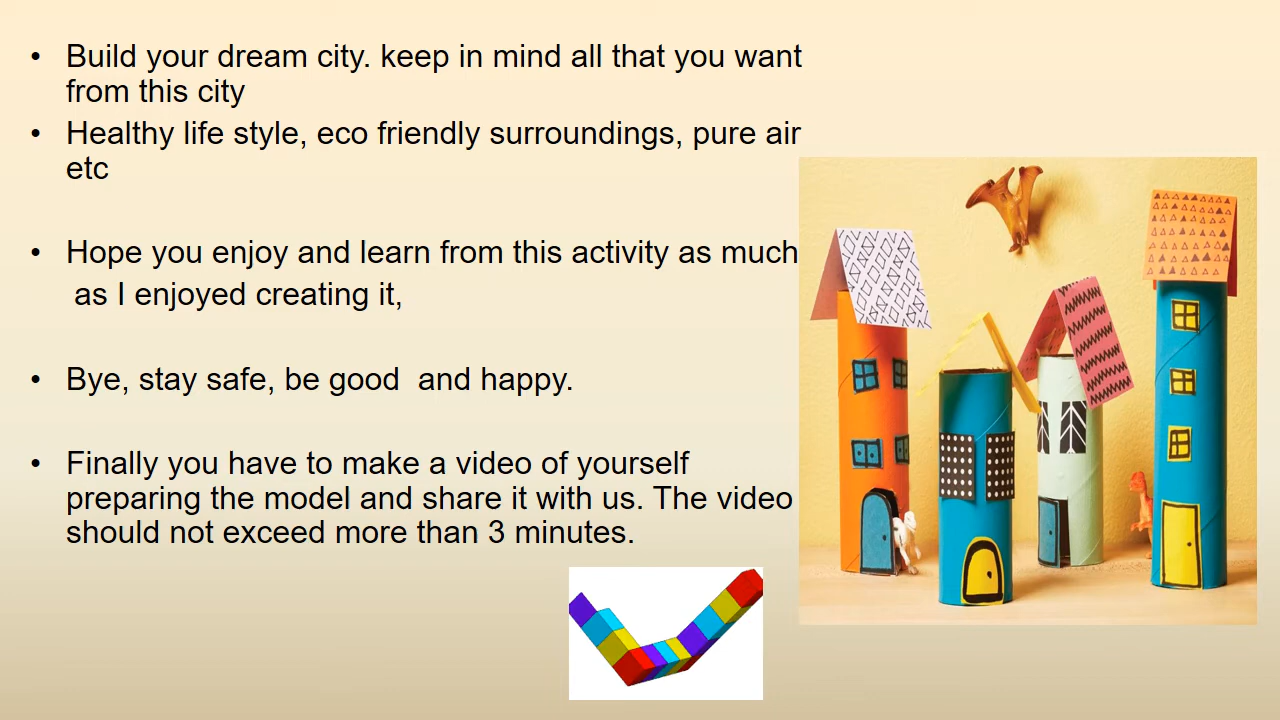 • Build your dream city. keep in mind all that you want
from this city
• Healthy life style, eco friendly surroundings, pure air
etc
• Hope you enjoy and learn from this activity as much
as I enjoyed creating it,
• Bye, stay safe, be good  and happy.
• Finally you have to make a video of yourself
preparing the model and share it with us. The video
should not exceed more than 3 minutes.